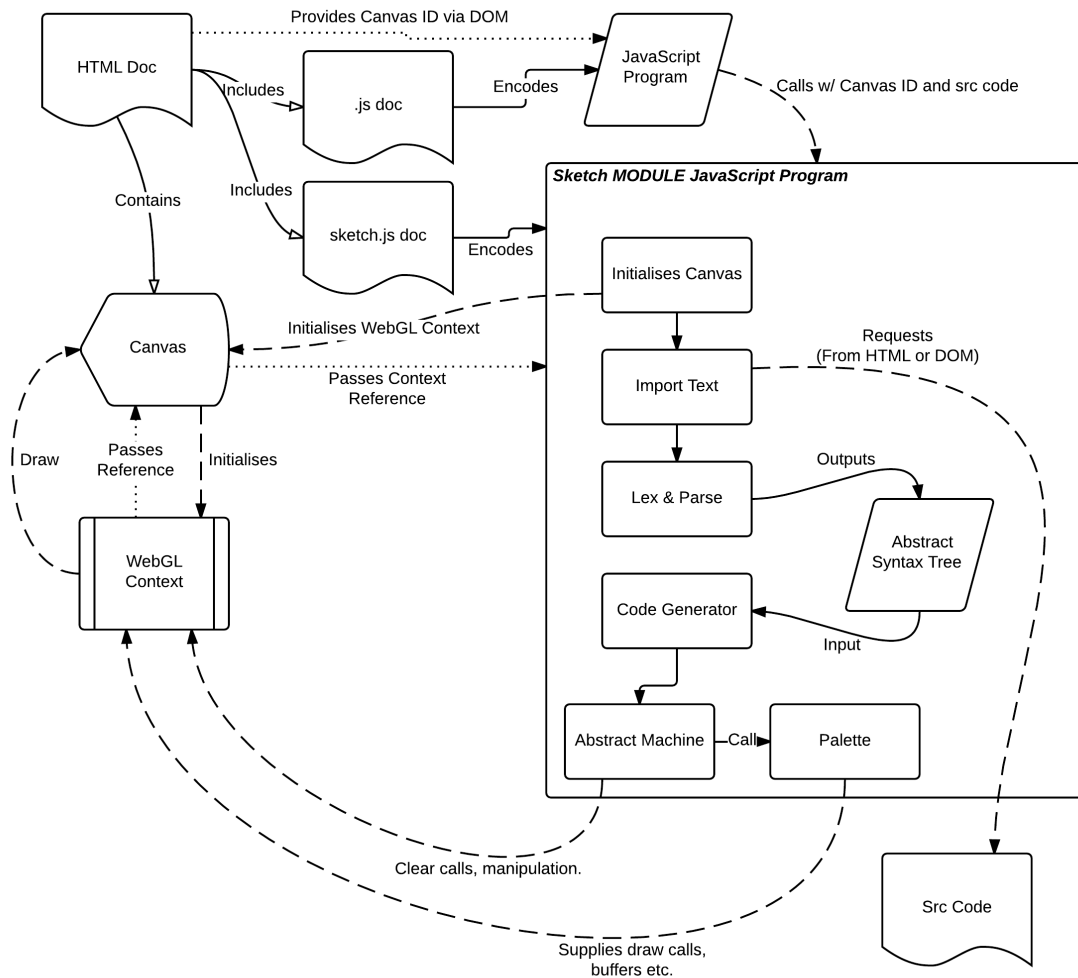 Provides Canvas ID via DOM
HTML Doc
JavaScript
Program
Includes
.js doc
Encodes
Calls w/ Canvas ID and src code
Sketch MODULE JavaScript Program
Includes
Contains
sketch.js doc
Encodes
Initialises Canvas
Initialises WebGL Context
Canvas
Requests
(From HTML or DOM)
Passes Context
Reference
Import Text
Draw
Passes
Reference
Initialises
Outputs
Lex & Parse
Abstract
Syntax Tree
WebGL
Context
Code Generator
Input
Abstract Machine
Call
Palette
Clear calls, manipulation.
Src Code
Supplies draw calls,
buffers etc.